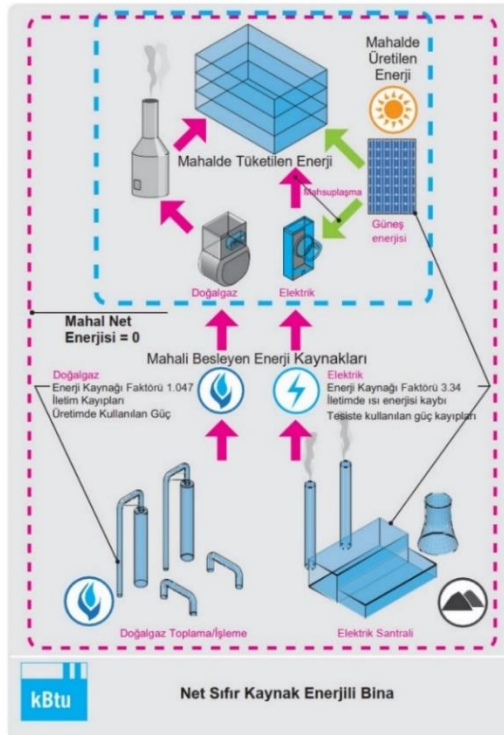 Mahalde
Üretilen
Enerji
Mahalde Tüketilen Enerji
Mahsuplaşma
Güneş
enerjisi
Doğalgaz
Elektrik
Mahal Net
Enerjisi = 0
Mahali Besleyen Enerji Kaynakları
Doğalgaz
Enerji Kaynağı Faktörü 1.047
İletim Kayıpları
Üretimde Kullanılan Güç
Elektrik
Enerji Kaynağı Faktörü 3.34
İletimde ısı enerjisi kaybı
Tesiste kullanılan güç kayıpları
Doğalgaz Toplama/İşleme
Elektrik Santrali
kBtu
Net Sıfır Kaynak Enerjili Bina